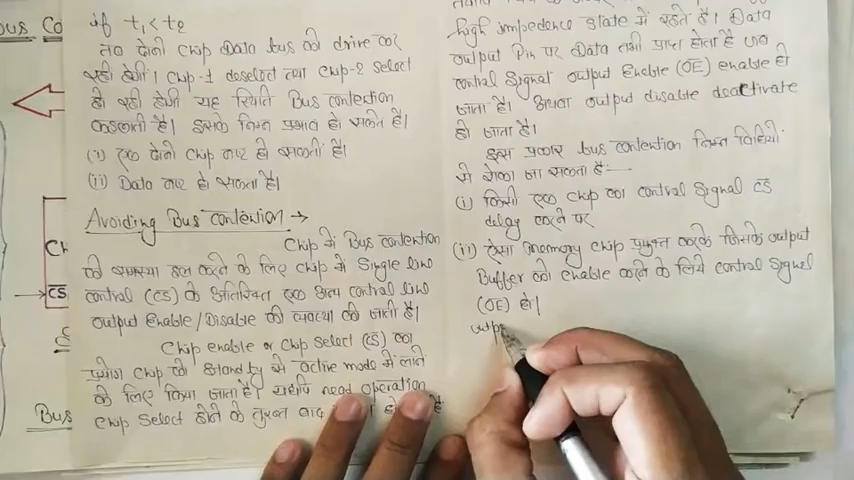 if t₁ < t₂
तब दोनों chip Data bus को drive कर
रही होंगी। chip-1 deselect तथा chip-2 select
हो रही होगी यह स्थिति Bus contention
कहलाती है। इसके निम्न प्रभाव हो सकते हैं।
(i) एक दोनों chip नष्ट हो सकती हैं।
(ii) Data नष्ट हो सकता है।
Avoiding Bus contention →
Chip में Bus contention
की समस्या हल करने के लिए chip में Single line
control (CS) के अतिरिक्त एक अन्य control line
output Enable/Disable की व्यवस्था की जाती है।
Chip enable or Chip select (C̅S̅) का
प्रयोग chip को Stand by से active mode में लाने
के लिए किया जाता है। यद्यपि read operation
chip select होने के तुरन्त बाद
high impedence state में रहते हैं। Data
output Pin पर Data तभी प्राप्त होता है जब
control Signal output Enable (O̅E̅) enable हो
जाता है। अथवा output disable deactivate
हो जाता है।
इस प्रकार bus contention निम्न विधियों
से रोका जा सकता है:—
(i) किसी एक chip का control Signal C̅S̅
delay करने पर
(ii) ऐसा memory chip प्रयुक्त करके जिसके output
Buffer को enable करने के लिये control Signal
(O̅E̅) हो।
outp
Bus Co
Ch
CS
Bus